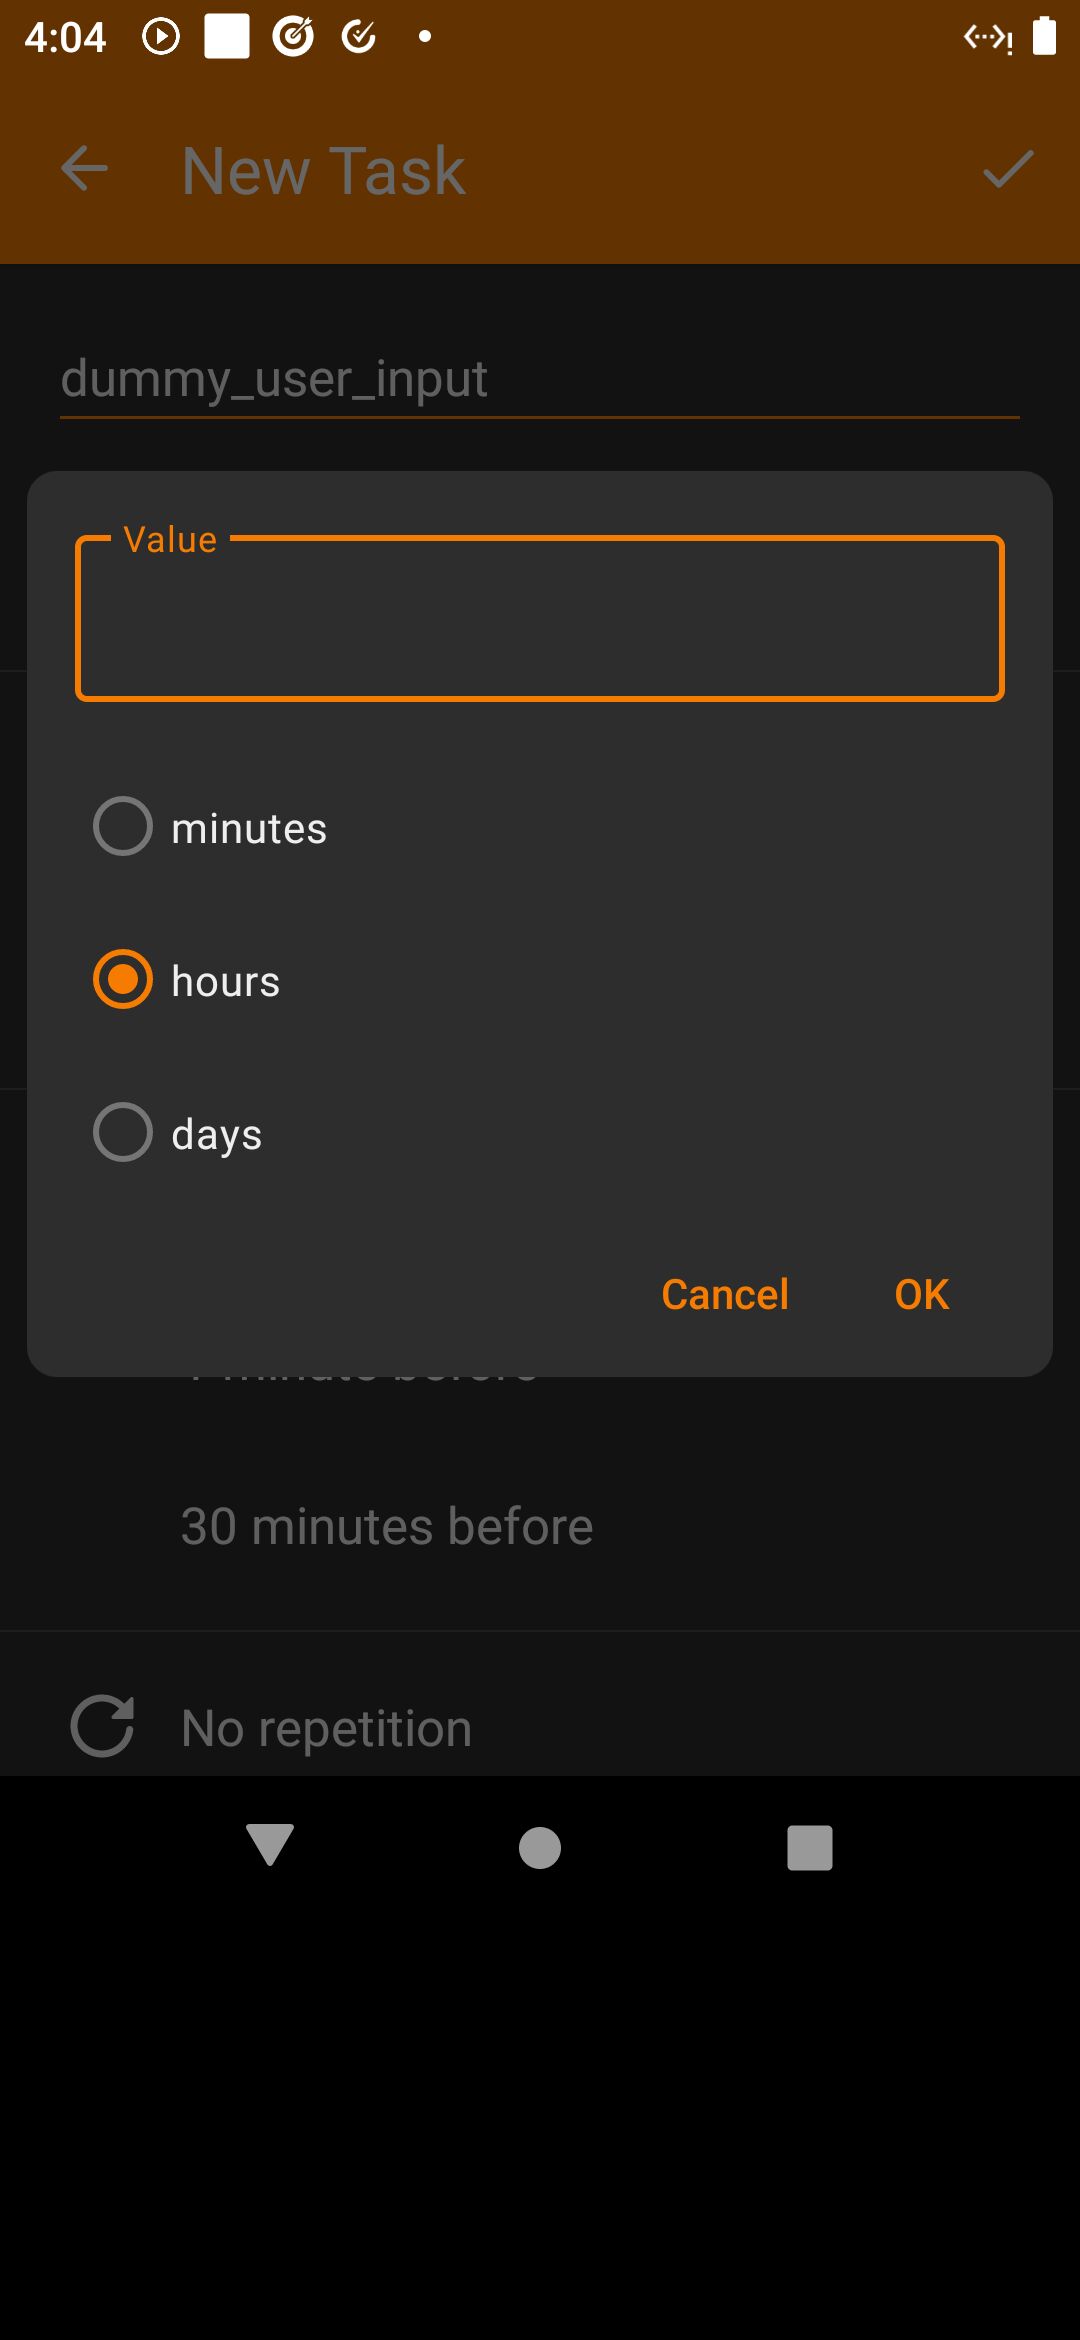 4:04
New Task
dummy_user_input
Value
minutes
hours
days
Cancel OK
30 minutes before
No repetition